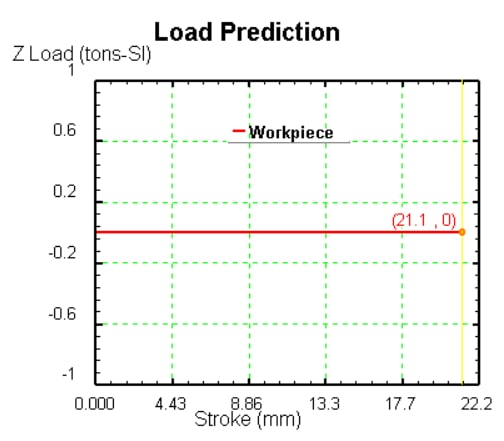 Load Prediction
Z Load (tons-SI)
1
Workpiece
0.6
0.2
(21.1 , 0)
-0.2
-0.6
-1
0.000 4.43 8.86 13.3 17.7 22.2
Stroke (mm)